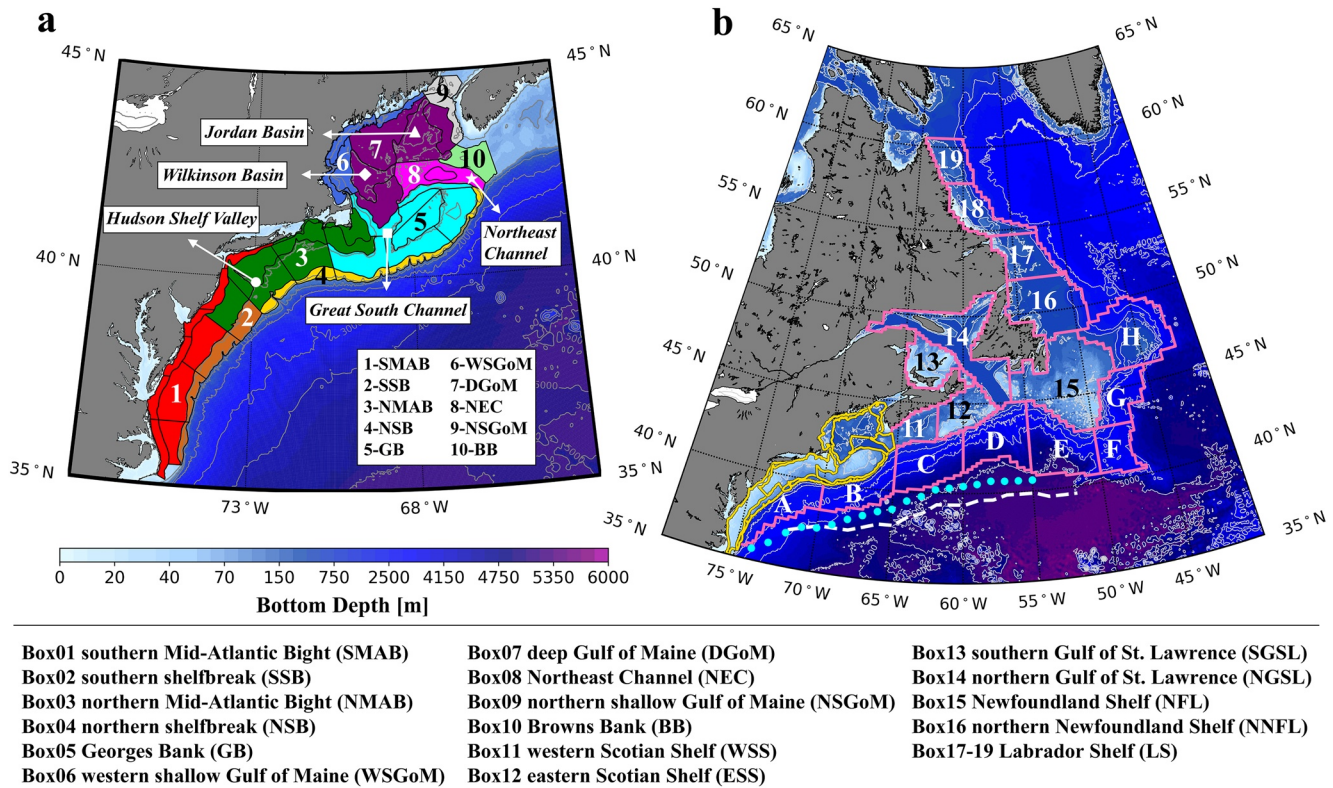 a
45°N
45°N
9
Jordan Basin
6
7
10
Wilkinson Basin
8
Hudson Shelf Valley
5
Northeast
Channel
3
40°N
40°N
4
Great South Channel
2
3000
5000
1
1-SMAB 6-WSGoM
2-SSB 7-DGoM
3-NMAB 8-NEC
4-NSB 9-NSGoM
5-GB 10-BB
35°N
35°N
73°W
68°W
0 20 40 70 150 750 2500 4150 4750 5350 6000
Bottom Depth [m]
b
65°N
65°N
60°N
60°N
19
55°N
18
55°N
17
50°N
50°N
16
14
H
45°N
13
15
G
45°N
12
11
40°N
D
E
F
40°N
C
B
A
35°N
35°N
75°W
70°W
65°W
60°W
55°W
50°W
45°W
Box01 southern Mid-Atlantic Bight (SMAB)
Box02 southern shelfbreak (SSB)
Box03 northern Mid-Atlantic Bight (NMAB)
Box04 northern shelfbreak (NSB)
Box05 Georges Bank (GB)
Box06 western shallow Gulf of Maine (WSGoM)
Box07 deep Gulf of Maine (DGoM)
Box08 Northeast Channel (NEC)
Box09 northern shallow Gulf of Maine (NSGoM)
Box10 Browns Bank (BB)
Box11 western Scotian Shelf (WSS)
Box12 eastern Scotian Shelf (ESS)
Box13 southern Gulf of St. Lawrence (SGSL)
Box14 northern Gulf of St. Lawrence (NGSL)
Box15 Newfoundland Shelf (NFL)
Box16 northern Newfoundland Shelf (NNFL)
Box17-19 Labrador Shelf (LS)